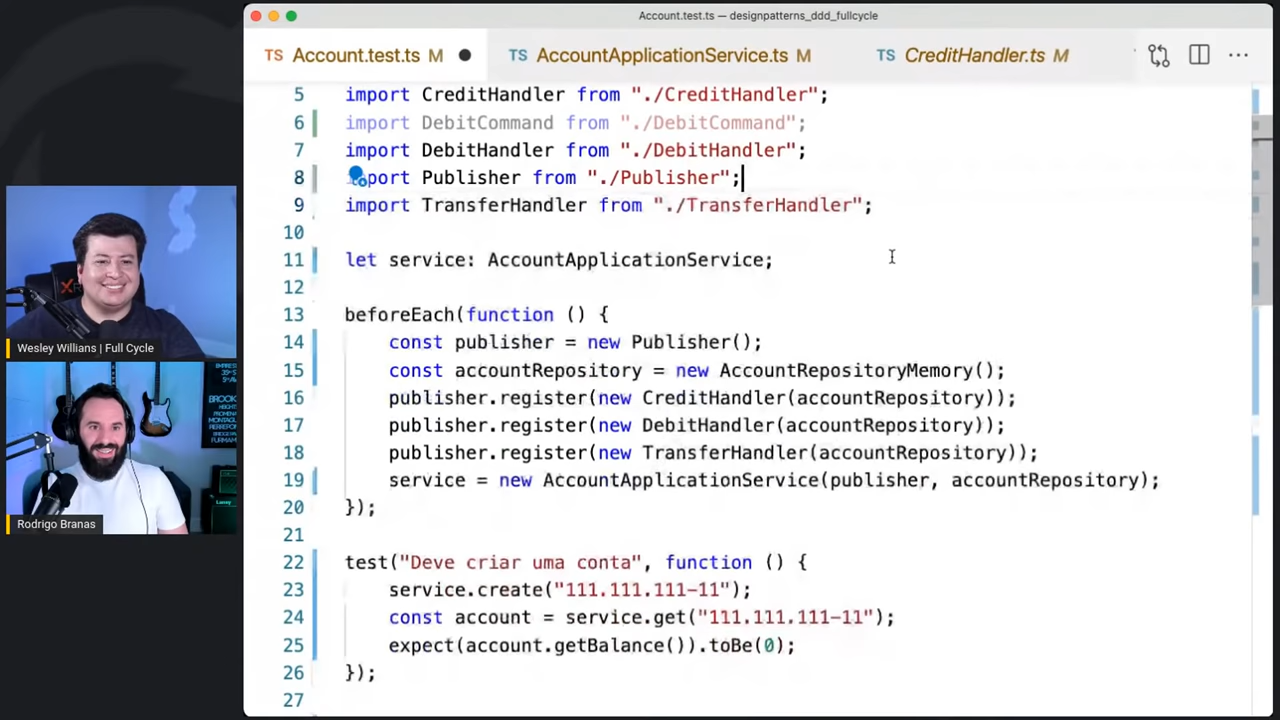 Account.test.ts — designpatterns_ddd_fullcycle
TS Account.test.ts M ● TS AccountApplicationService.ts M TS CreditHandler.ts M
5 import CreditHandler from "./CreditHandler";
6 import DebitCommand from "./DebitCommand";
7 import DebitHandler from "./DebitHandler";
8 import Publisher from "./Publisher";
9 import TransferHandler from "./TransferHandler";
10
11 let service: AccountApplicationService;
12
13 beforeEach(function () {
14 const publisher = new Publisher();
15 const accountRepository = new AccountRepositoryMemory();
16 publisher.register(new CreditHandler(accountRepository));
17 publisher.register(new DebitHandler(accountRepository));
18 publisher.register(new TransferHandler(accountRepository));
19 service = new AccountApplicationService(publisher, accountRepository);
20 });
21
22 test("Deve criar uma conta", function () {
23 service.create("111.111.111-11");
24 const account = service.get("111.111.111-11");
25 expect(account.getBalance()).toBe(0);
26 });
27
Wesley Willians | Full Cycle
BROOK
Rodrigo Branas